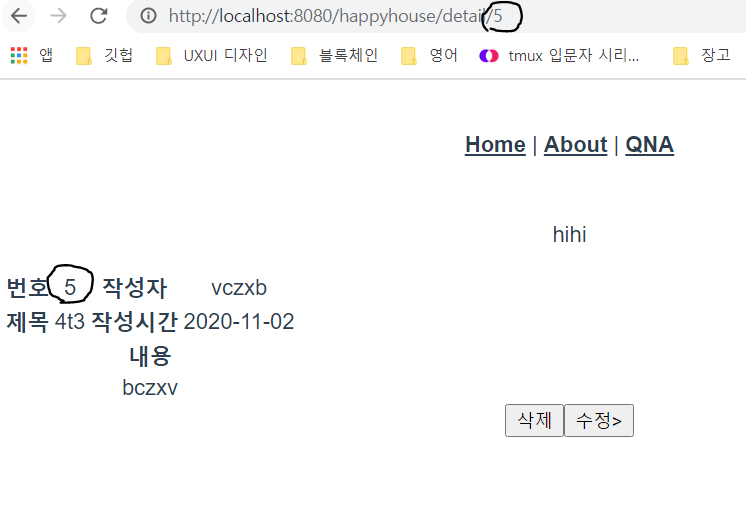 http://localhost:8080/happyhouse/detail/5
앱 깃헙 UXUI 디자인 블록체인 영어 tmux 입문자 시리... 장고
Home | About | QNA
hihi
번호 5 작성자 vczxb
제목 4t3 작성시간 2020-11-02
내용
bczxv
삭제 수정>